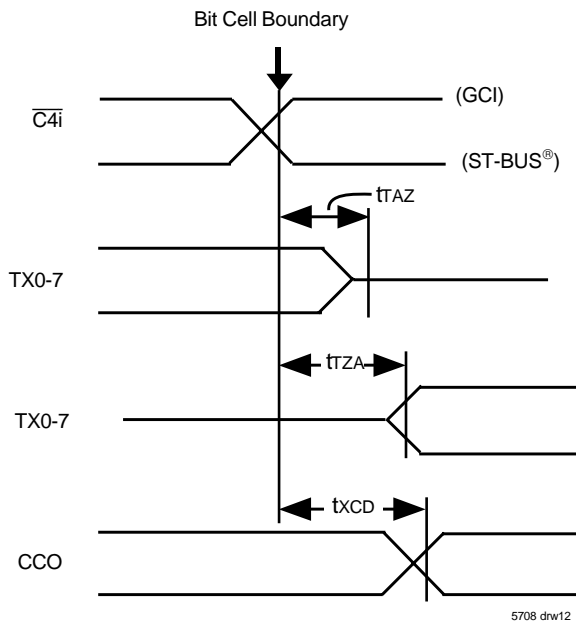 Bit Cell Boundary
C4i
(GCI)
(ST-BUS®)
tTAZ
TX0-7
tTZA
TX0-7
tXCD
CCO
5708 drw12